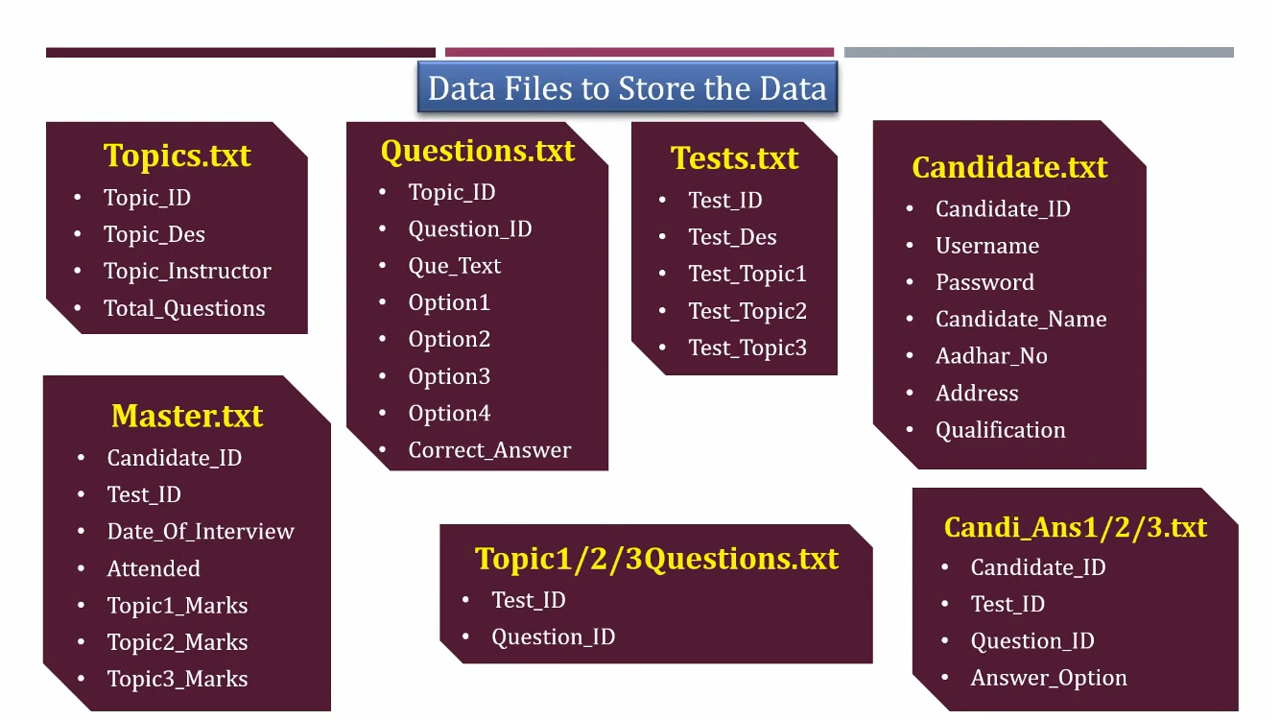 Data Files to Store the Data
Topics.txt
• Topic_ID
• Topic_Des
• Topic_Instructor
• Total_Questions
Questions.txt
• Topic_ID
• Question_ID
• Que_Text
• Option1
• Option2
• Option3
• Option4
• Correct_Answer
Tests.txt
• Test_ID
• Test_Des
• Test_Topic1
• Test_Topic2
• Test_Topic3
Candidate.txt
• Candidate_ID
• Username
• Password
• Candidate_Name
• Aadhar_No
• Address
• Qualification
Master.txt
• Candidate_ID
• Test_ID
• Date_Of_Interview
• Attended
• Topic1_Marks
• Topic2_Marks
• Topic3_Marks
Topic1/2/3Questions.txt
• Test_ID
• Question_ID
Candi_Ans1/2/3.txt
• Candidate_ID
• Test_ID
• Question_ID
• Answer_Option